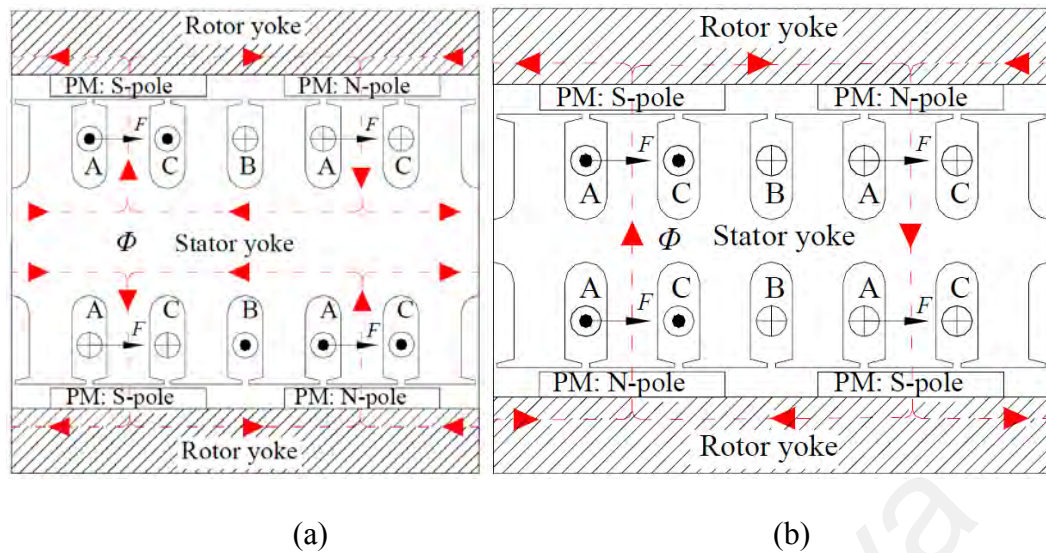 Rotor yoke
PM: S-pole PM: N-pole
F F
A C B A C
Φ Stator yoke
A C B A C
F F
PM: S-pole PM: N-pole
Rotor yoke
(a)
Rotor yoke
PM: S-pole PM: N-pole
F F
A C B A C
Φ Stator yoke
A C B A C
F F
PM: N-pole PM: S-pole
Rotor yoke
(b)